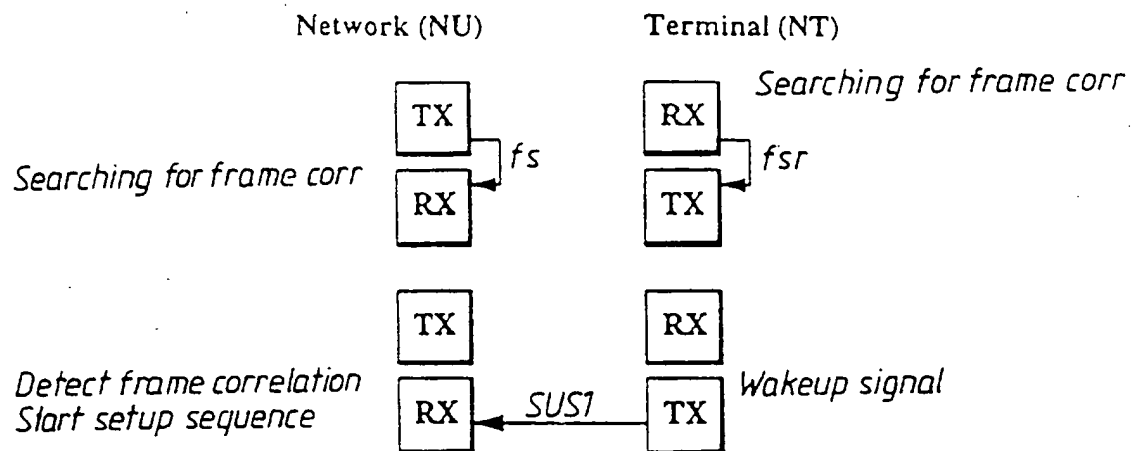 Network (NU)
Terminal (NT)
Searching for frame corr
TX
RX
fs
fsr
Searching for frame corr
RX
TX
TX
RX
Detect frame correlation
Start setup sequence
RX
SUS1
TX
Wakeup signal